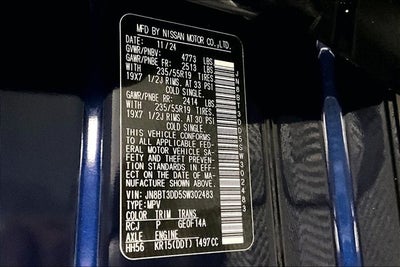 MFD BY NISSAN MOTOR CO.,LTD.
DATE: 11/24
GVWR/PNBV: 4773 LBS
GAWR/PNBE FR: 2513 LBS
WITH 235/55R19 TIRES
19X7 1/2J RIMS, AT 33 PSI
COLD SINGLE.
GAWR/PNBE RR: 2414 LBS
WITH 235/55R19 TIRES
19X7 1/2J RIMS, AT 30 PSI
COLD SINGLE.
THIS VEHICLE CONFORMS
TO ALL APPLICABLE FED-
ERAL MOTOR VEHICLE SA-
FETY AND THEFT PREVEN-
TION STANDARDS IN EFF-
ECT ON THE DATE OF MA-
NUFACTURE SHOWN ABOVE.
VIN: JN8BT3DD5SW302483
TYPE: MPV
COLOR TRIM TRANS
RCJ P GE0F14A
AXLE ENGINE
HH56 KR15(DDT) 1497CC
JN8BT3DD5SW302483